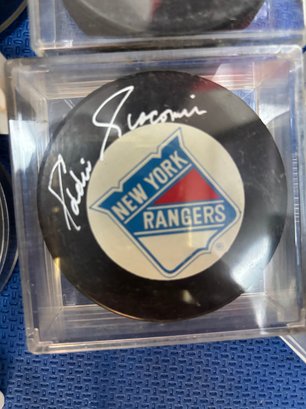 Eddie Giacomin
NEW YORK
RANGERS
®